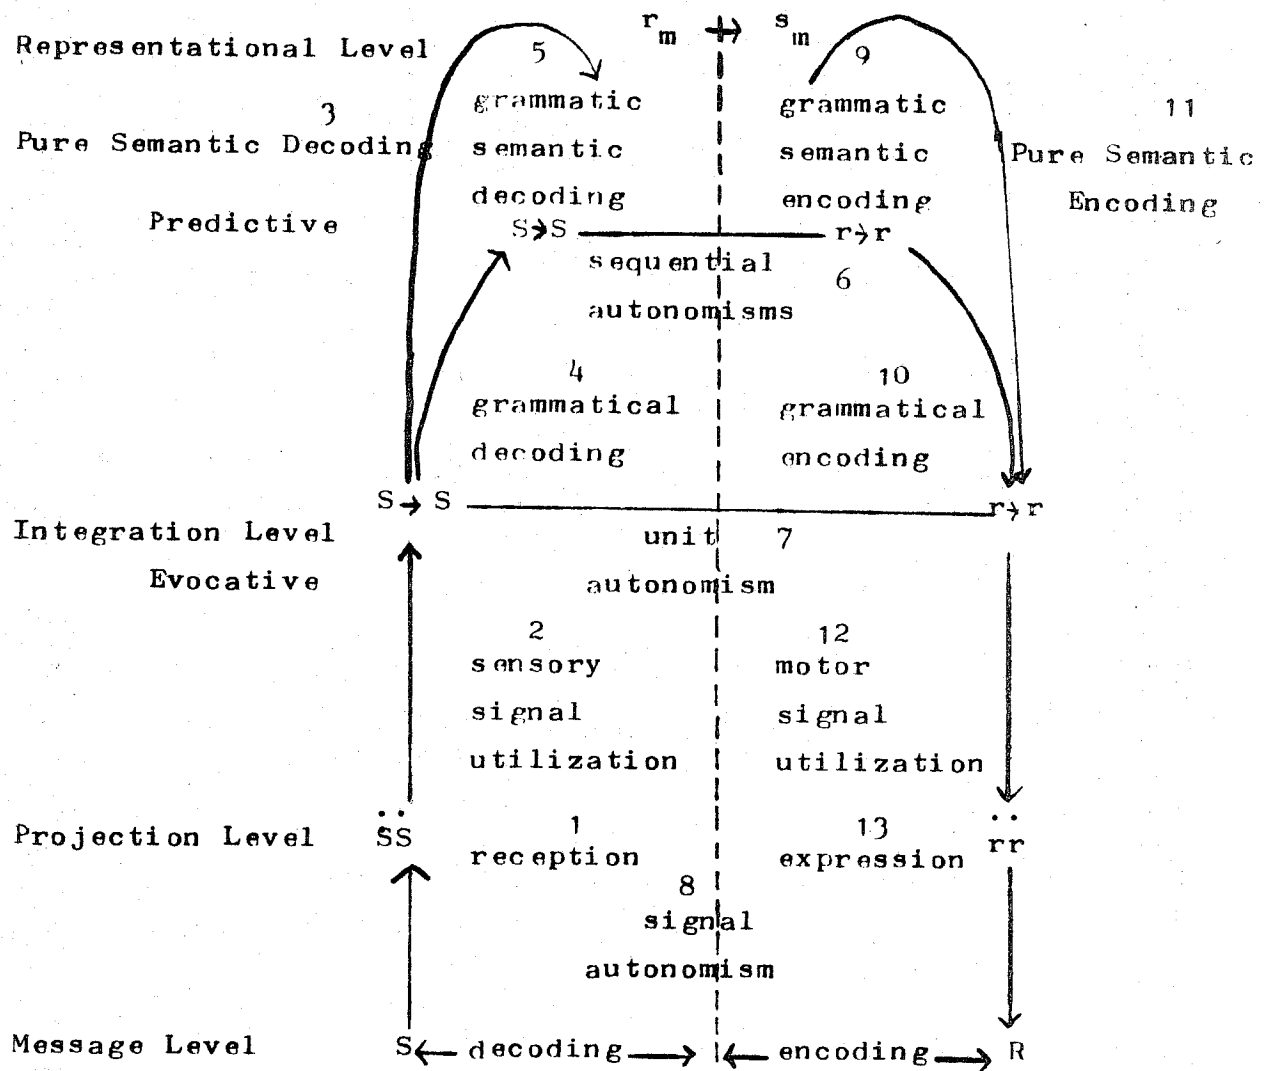 r_m → s_m
Representational Level 5 9
3 grammatic grammatic 11
Pure Semantic Decoding semantic semantic Pure Semantic
decoding encoding Encoding
Predictive S→S r→r
sequential 6
autonomisms
4 10
grammatical grammatical
decoding encoding
S→S r→r
Integration Level unit 7
Evocative autonomism
2 12
sensory motor
signal signal
utilization utilization
1 13
Projection Level S̈S r̈r
reception expression
8
signal
autonomism
Message Level S ← decoding → ← encoding → R